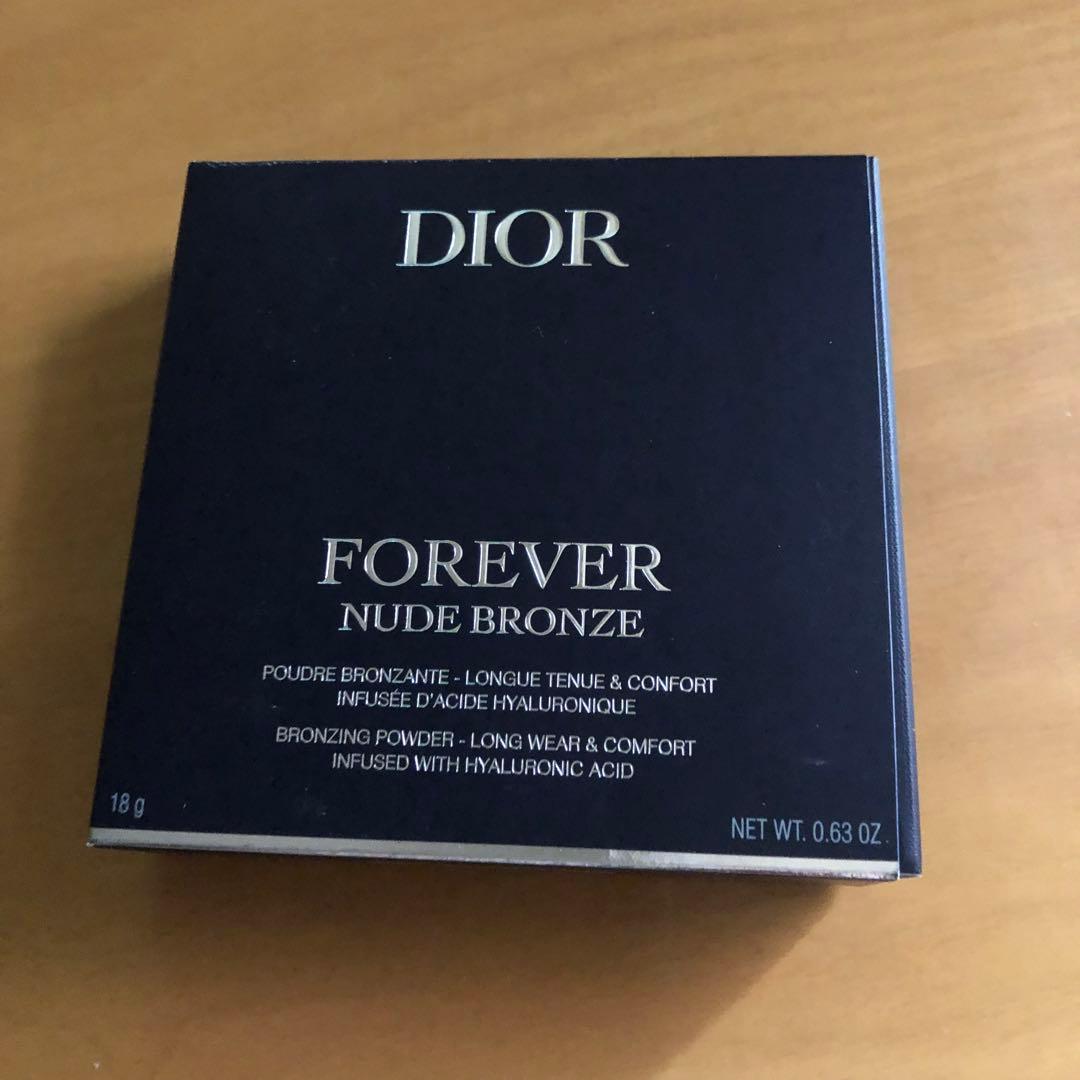 DIOR
FOREVER
NUDE BRONZE
POUDRE BRONZANTE - LONGUE TENUE & CONFORT
INFUSÉE D'ACIDE HYALURONIQUE
BRONZING POWDER - LONG WEAR & COMFORT
INFUSED WITH HYALURONIC ACID
18 g
NET WT. 0.63 OZ.